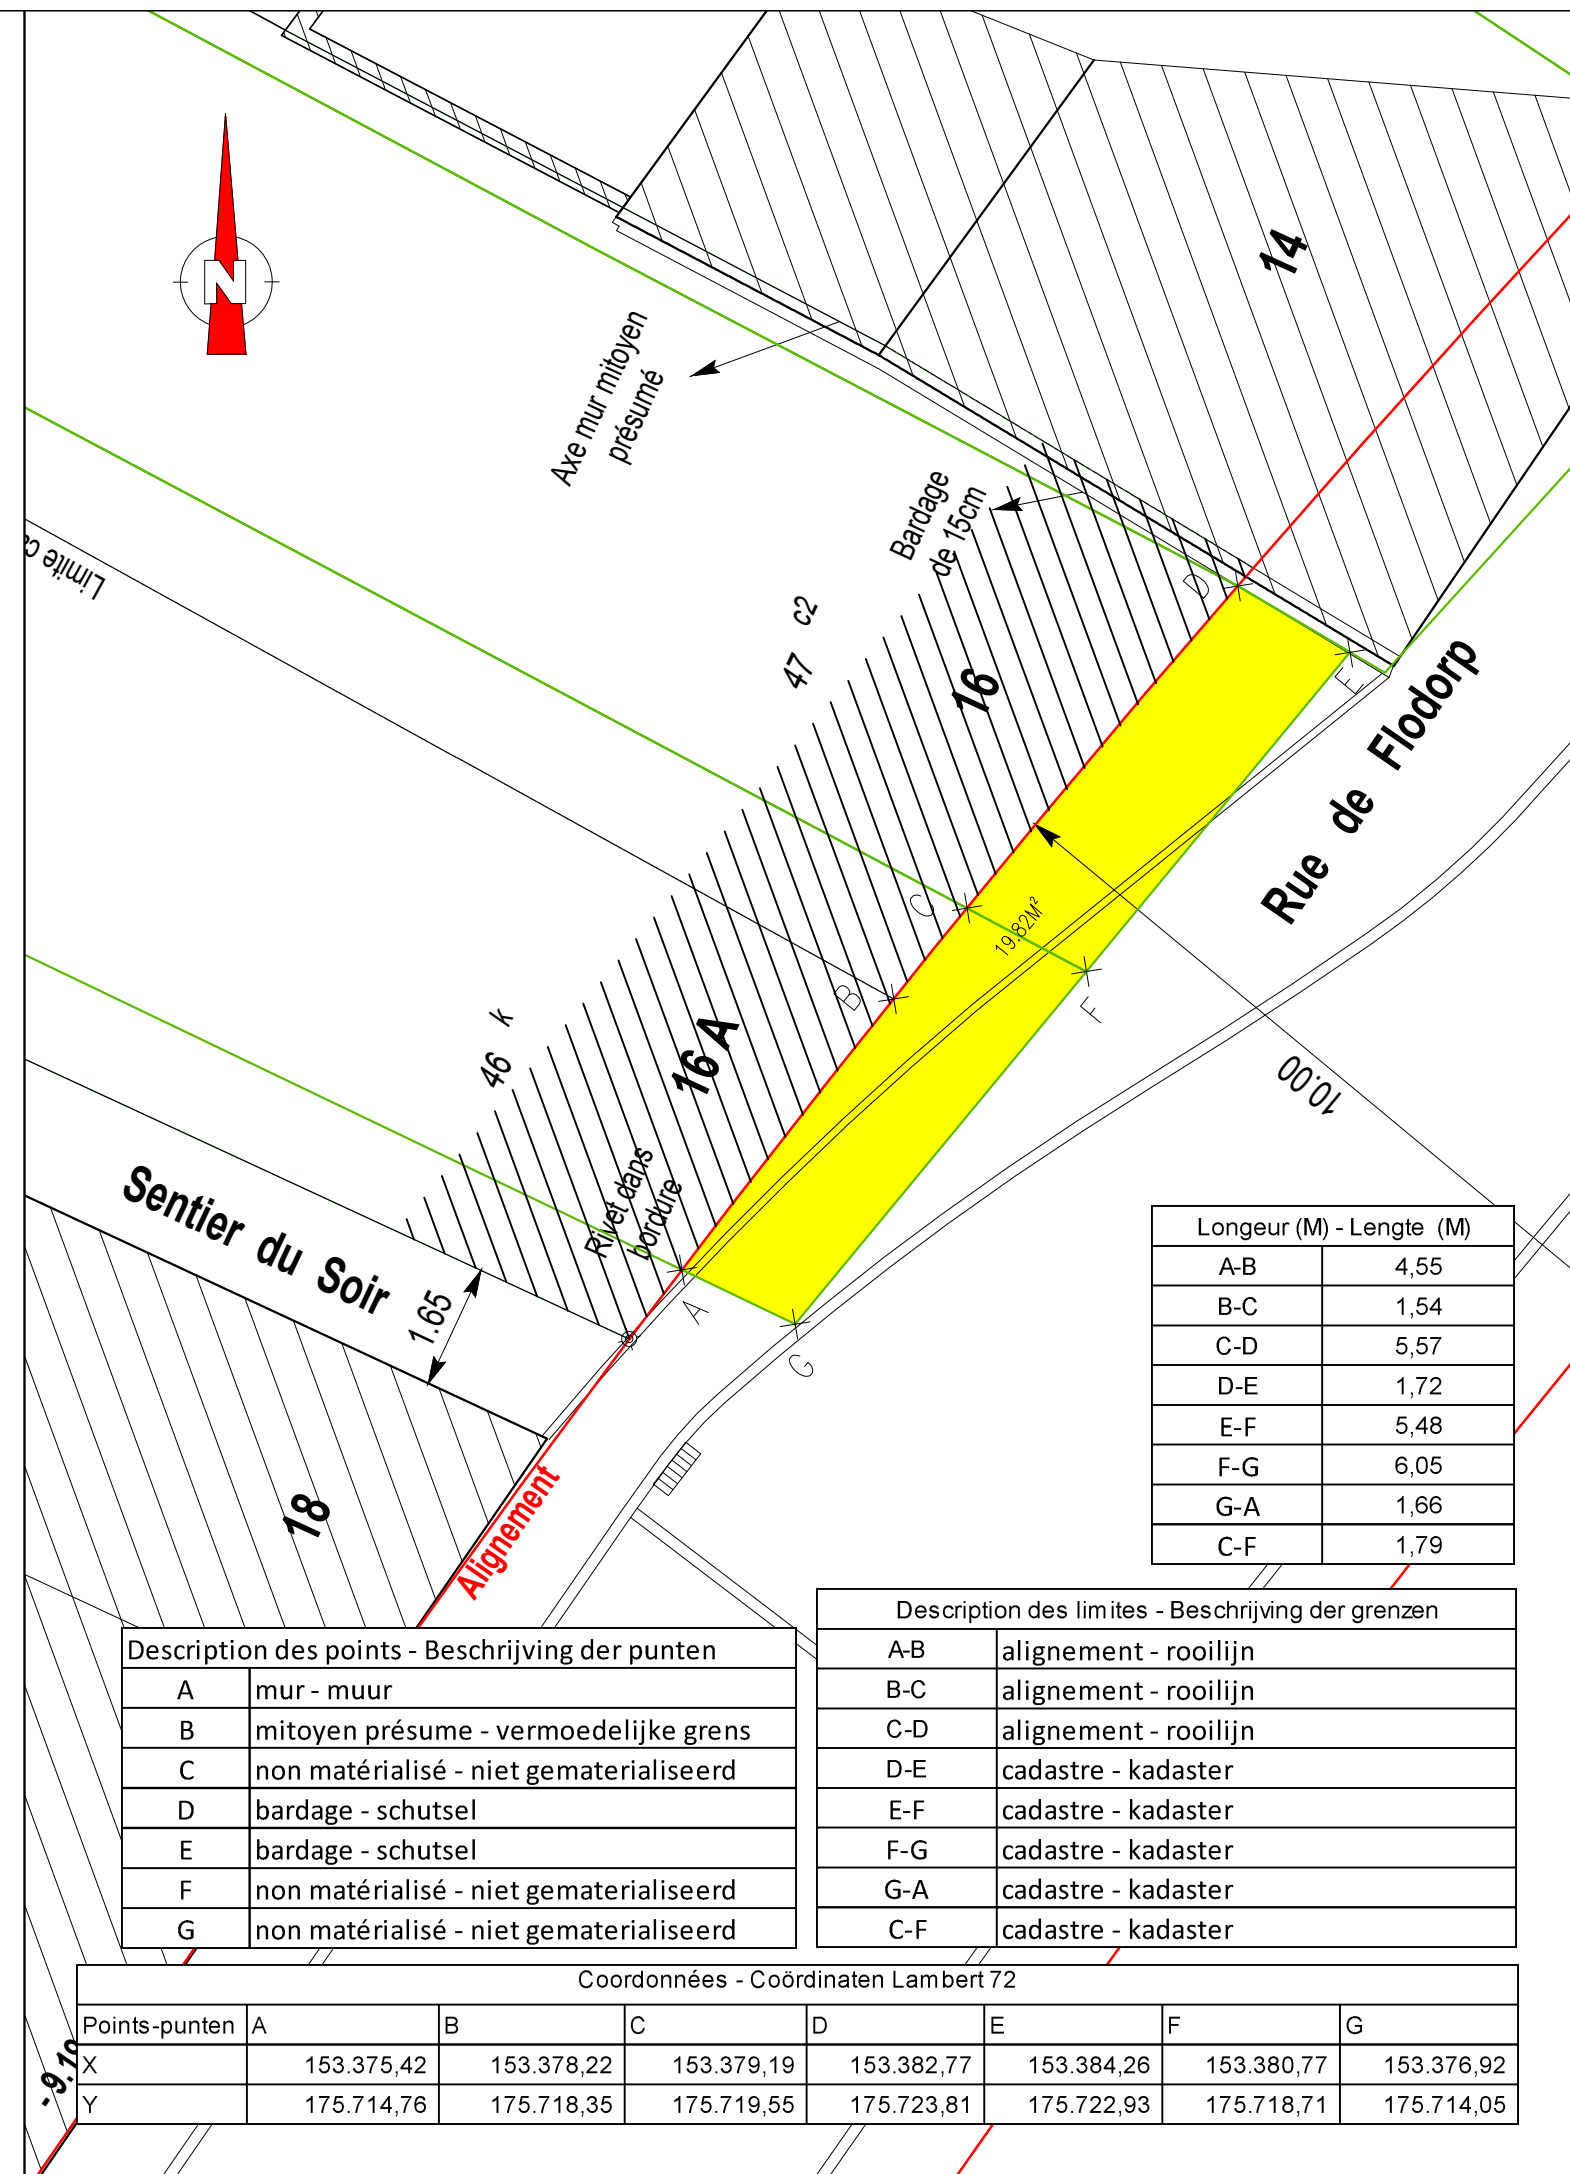 N
14
Axe mur mitoyen
présumé
Bardage
de 15cm
D
E
Limite
47 c2
16
Rue de Flodorp
C
19.82M²
B
F
46 k
16 A
10.00
Rivet dans
bordure
Sentier du Soir
1.65
A
G
18
Alignement
Longeur (M) - Lengte (M)
A-B 4,55
B-C 1,54
C-D 5,57
D-E 1,72
E-F 5,48
F-G 6,05
G-A 1,66
C-F 1,79
Description des limites - Beschrijving der grenzen
A-B alignement - rooilijn
B-C alignement - rooilijn
C-D alignement - rooilijn
D-E cadastre - kadaster
E-F cadastre - kadaster
F-G cadastre - kadaster
G-A cadastre - kadaster
C-F cadastre - kadaster
Description des points - Beschrijving der punten
A mur - muur
B mitoyen présume - vermoedelijke grens
C non matérialisé - niet gematerialiseerd
D bardage - schutsel
E bardage - schutsel
F non matérialisé - niet gematerialiseerd
G non matérialisé - niet gematerialiseerd
Coordonnées - Coördinaten Lambert 72
Points-punten A B C D E F G
X 153.375,42 153.378,22 153.379,19 153.382,77 153.384,26 153.380,77 153.376,92
Y 175.714,76 175.718,35 175.719,55 175.723,81 175.722,93 175.718,71 175.714,05